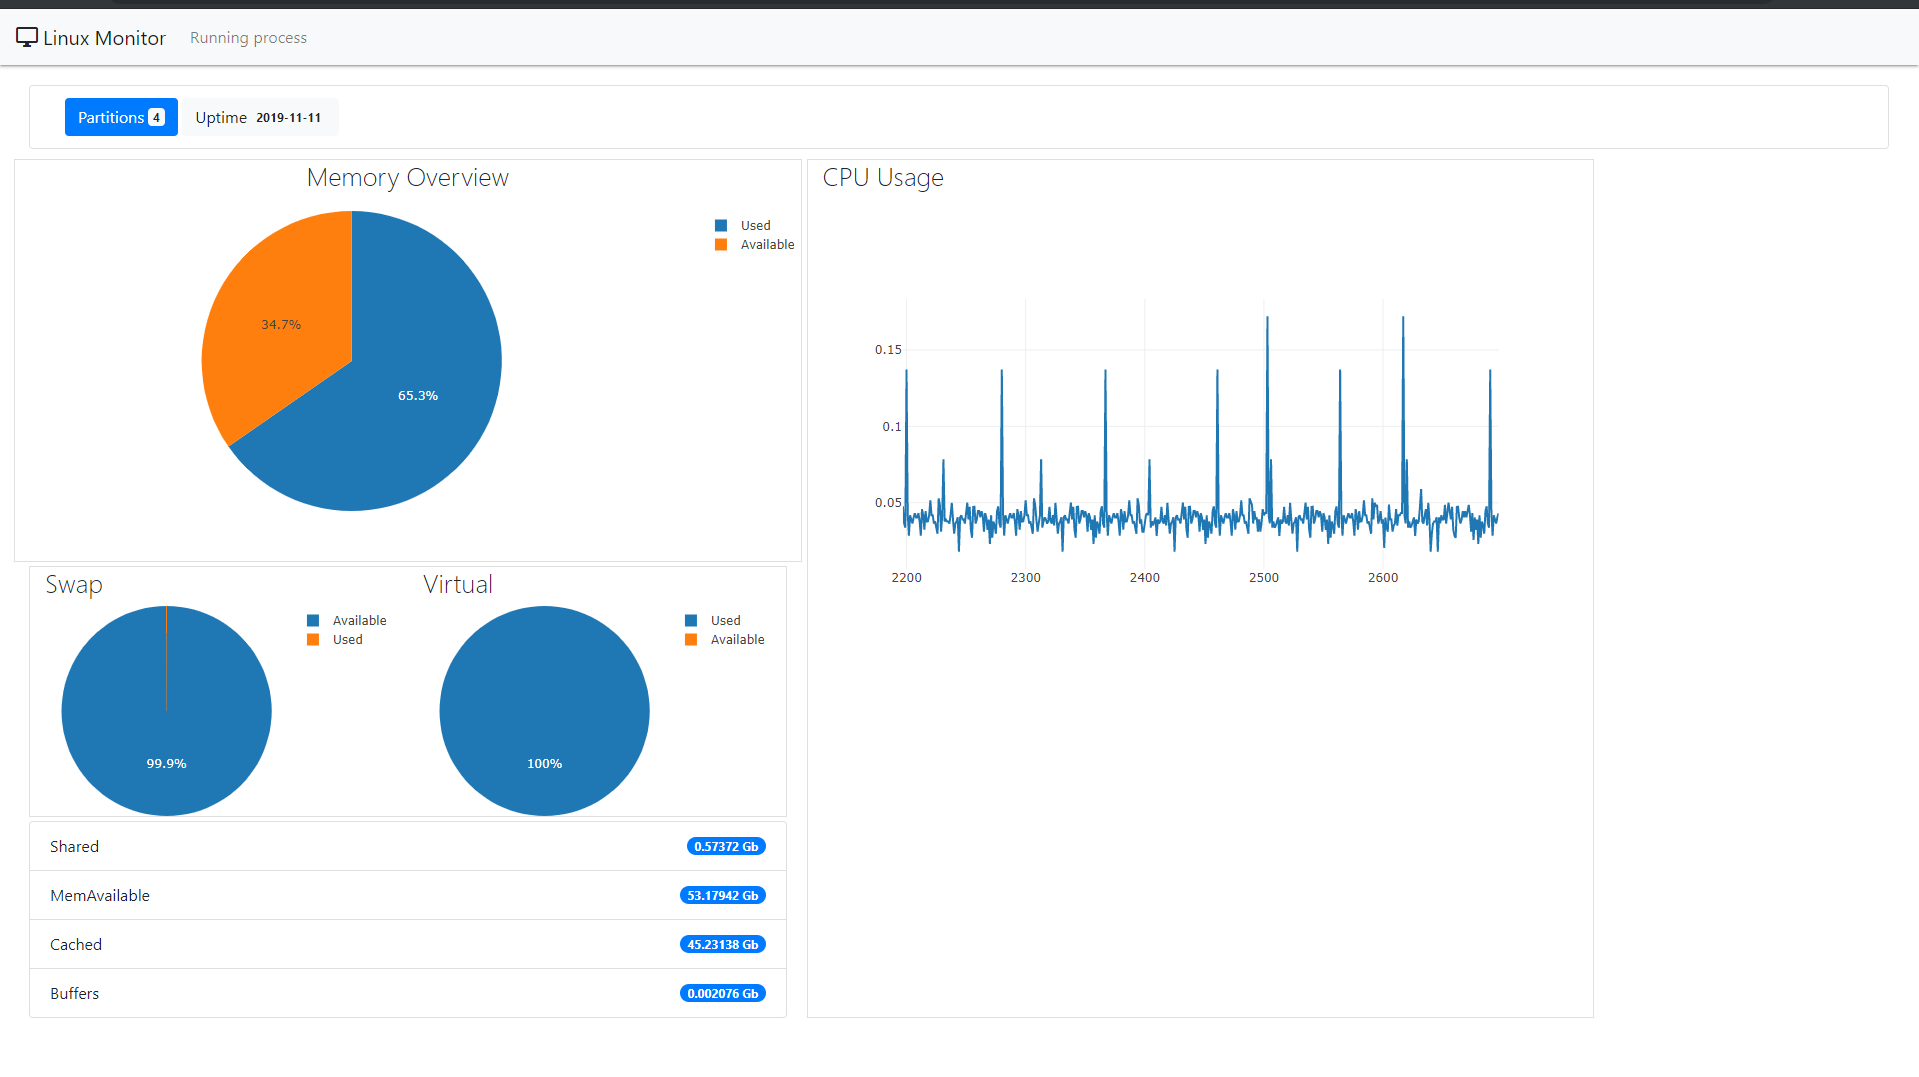 Linux Monitor Running process
Partitions 4 Uptime 2019-11-11
Memory Overview
Used
Available
34.7%
65.3%
CPU Usage
0.15
0.1
0.05
2200 2300 2400 2500 2600
Swap
Available
Used
99.9%
Virtual
Used
Available
100%
Shared 0.57372 Gb
MemAvailable 53.17942 Gb
Cached 45.23138 Gb
Buffers 0.002076 Gb